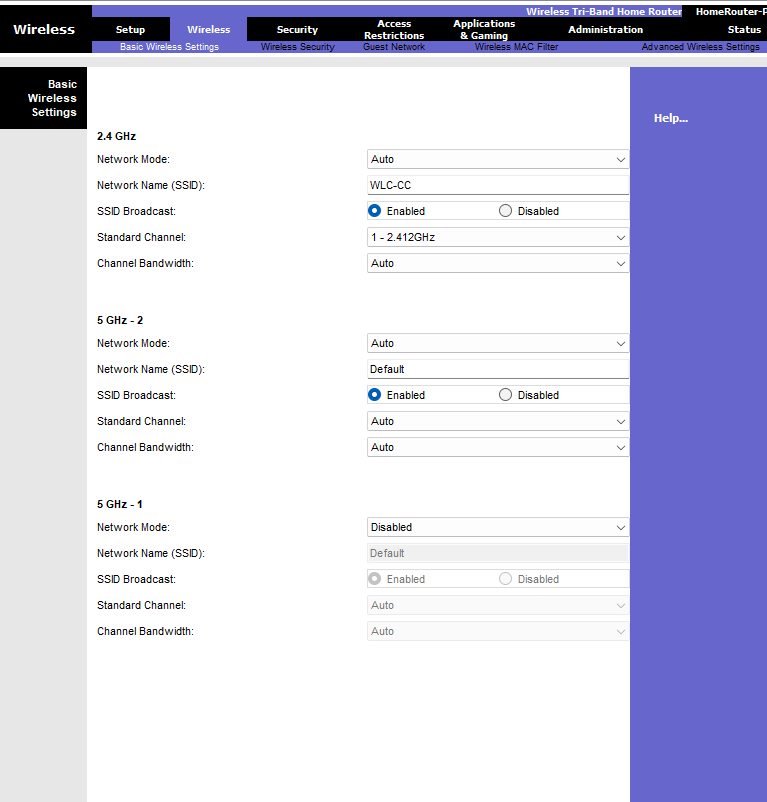 Wireless Tri-Band Home Router HomeRouter-P
Wireless Setup Wireless Security Access Restrictions Applications & Gaming Administration Status
Basic Wireless Settings Wireless Security Guest Network Wireless MAC Filter Advanced Wireless Settings
Basic
Wireless
Settings
Help...
2.4 GHz
Network Mode: Auto
Network Name (SSID): WLC-CC
SSID Broadcast: Enabled Disabled
Standard Channel: 1 - 2.412GHz
Channel Bandwidth: Auto
5 GHz - 2
Network Mode: Auto
Network Name (SSID): Default
SSID Broadcast: Enabled Disabled
Standard Channel: Auto
Channel Bandwidth: Auto
5 GHz - 1
Network Mode: Disabled
Network Name (SSID): Default
SSID Broadcast: Enabled Disabled
Standard Channel: Auto
Channel Bandwidth: Auto